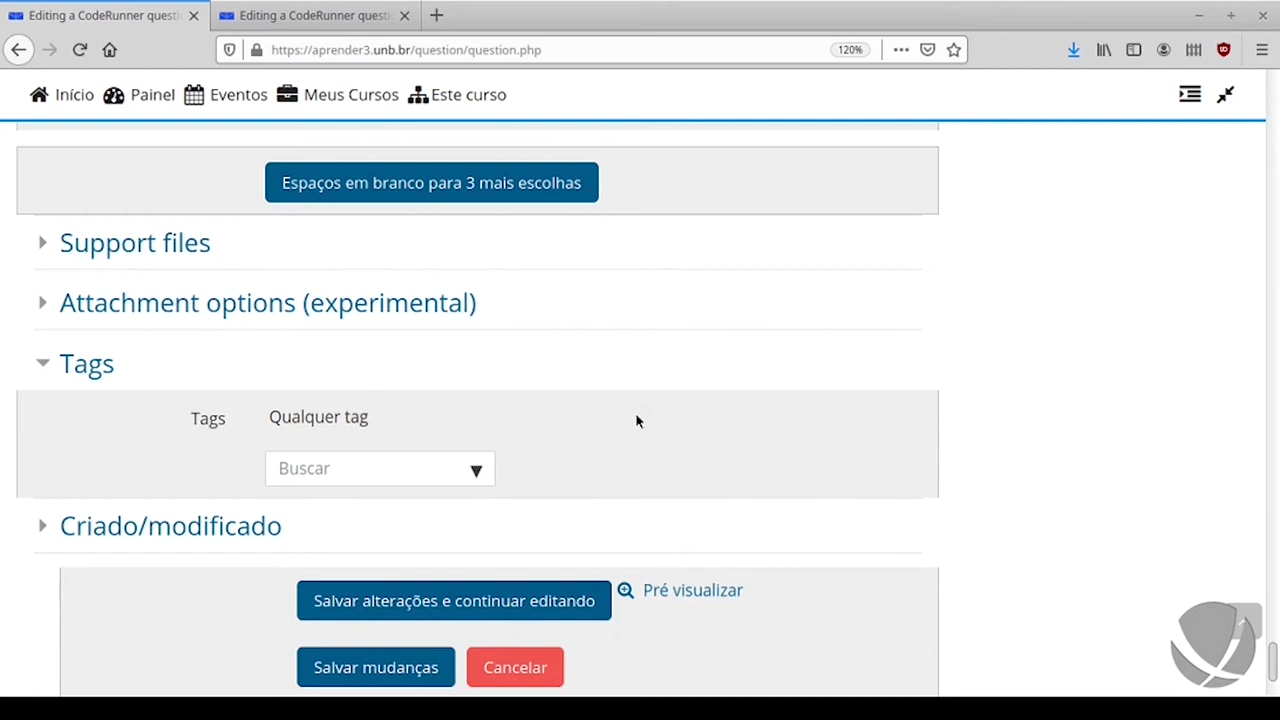 Editing a CodeRunner questi
Editing a CodeRunner quest
https://aprender3.unb.br/question/question.php
120%
Início
Painel
Eventos
Meus Cursos
Este curso
Espaços em branco para 3 mais escolhas
Support files
Attachment options (experimental)
Tags
Tags
Qualquer tag
Buscar
Criado/modificado
Salvar alterações e continuar editando
Pré visualizar
Salvar mudanças
Cancelar